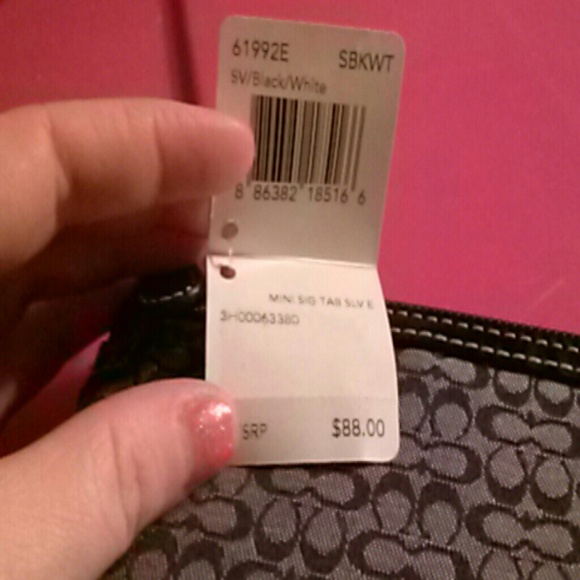 61992E SBKWT
SV/Black/White
8 86382 18516 6
MINI SIG TAB SLV E
3H00063380
SRP $88.00